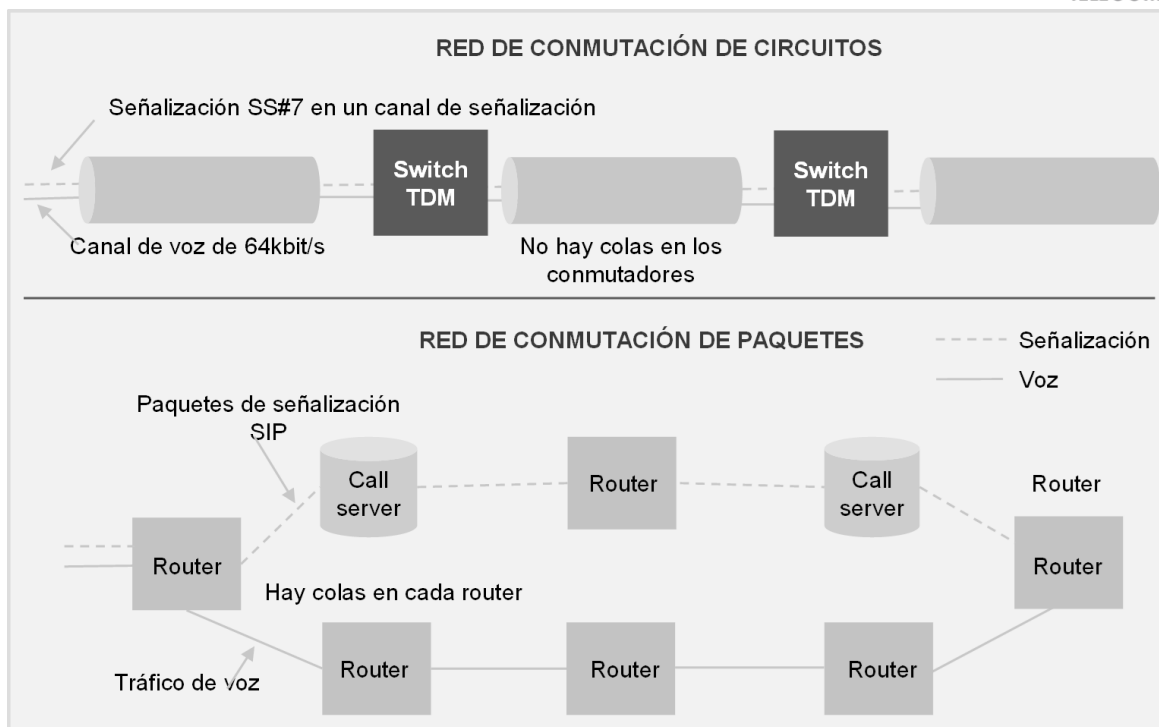 RED DE CONMUTACIÓN DE CIRCUITOS
Señalización SS#7 en un canal de señalización
Switch
TDM
Switch
TDM
Canal de voz de 64kbit/s
No hay colas en los
conmutadores
RED DE CONMUTACIÓN DE PAQUETES
Señalización
Voz
Paquetes de señalización
SIP
Call
server
Router
Call
server
Router
Router
Router
Hay colas en cada router
Router
Router
Router
Tráfico de voz